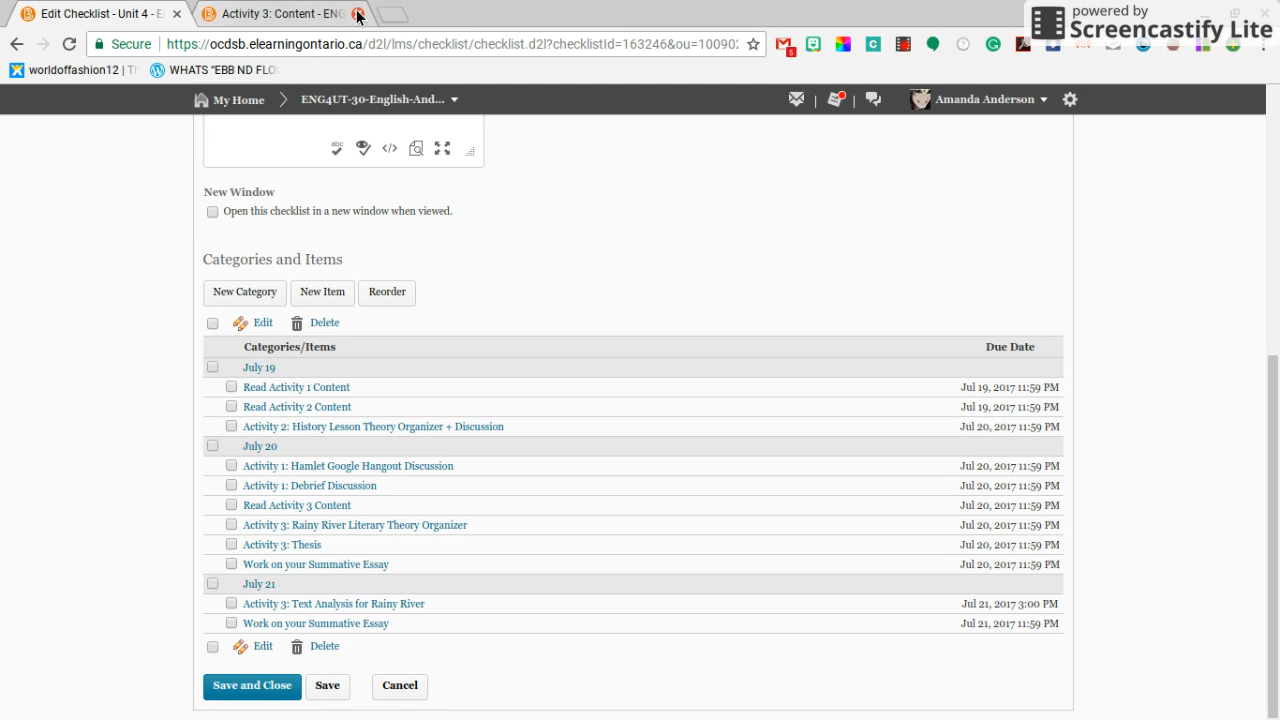 Edit Checklist - Unit 4 - E
Activity 3: Content - ENG
powered by
Screencastify Lite
Secure
https://ocdsb.elearningontario.ca/d2l/lms/checklist/checklist.d2l?checklistId=163246&ou=100902
5
worldoffashion12 | T
WHATS "EBB ND FLO
My Home
ENG4UT-30-English-And...
Amanda Anderson
abc
New Window
Open this checklist in a new window when viewed.
Categories and Items
New Category
New Item
Reorder
Edit
Delete
Categories/Items
Due Date
July 19
Read Activity 1 Content
Jul 19, 2017 11:59 PM
Read Activity 2 Content
Jul 19, 2017 11:59 PM
Activity 2: History Lesson Theory Organizer + Discussion
Jul 20, 2017 11:59 PM
July 20
Activity 1: Hamlet Google Hangout Discussion
Jul 20, 2017 11:59 PM
Activity 1: Debrief Discussion
Jul 20, 2017 11:59 PM
Read Activity 3 Content
Jul 20, 2017 11:59 PM
Activity 3: Rainy River Literary Theory Organizer
Jul 20, 2017 11:59 PM
Activity 3: Thesis
Jul 20, 2017 11:59 PM
Work on your Summative Essay
Jul 20, 2017 11:59 PM
July 21
Activity 3: Text Analysis for Rainy River
Jul 21, 2017 3:00 PM
Work on your Summative Essay
Jul 21, 2017 11:59 PM
Edit
Delete
Save and Close
Save
Cancel